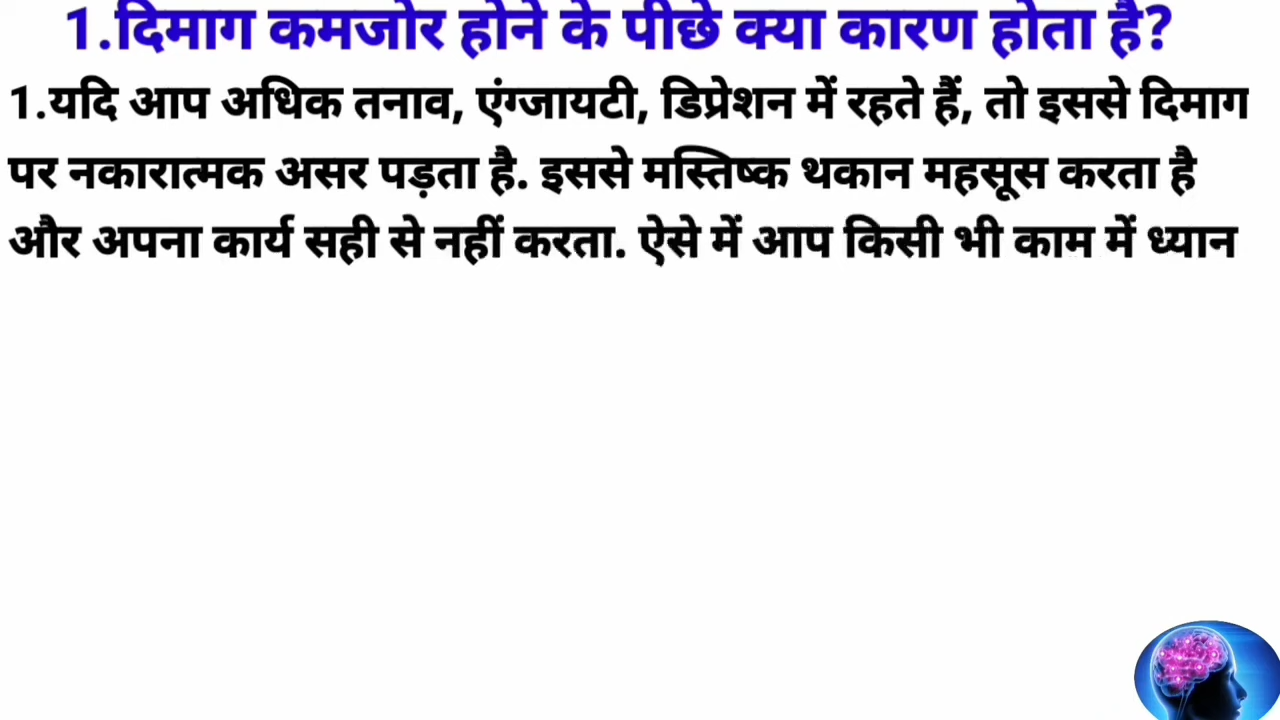 1.दिमाग कमजोर होने के पीछे क्या कारण होता है?
1.यदि आप अधिक तनाव, एंग्जायटी, डिप्रेशन में रहते हैं, तो इससे दिमाग
पर नकारात्मक असर पड़ता है. इससे मस्तिष्क थकान महसूस करता है
और अपना कार्य सही से नहीं करता. ऐसे में आप किसी भी काम में ध्यान